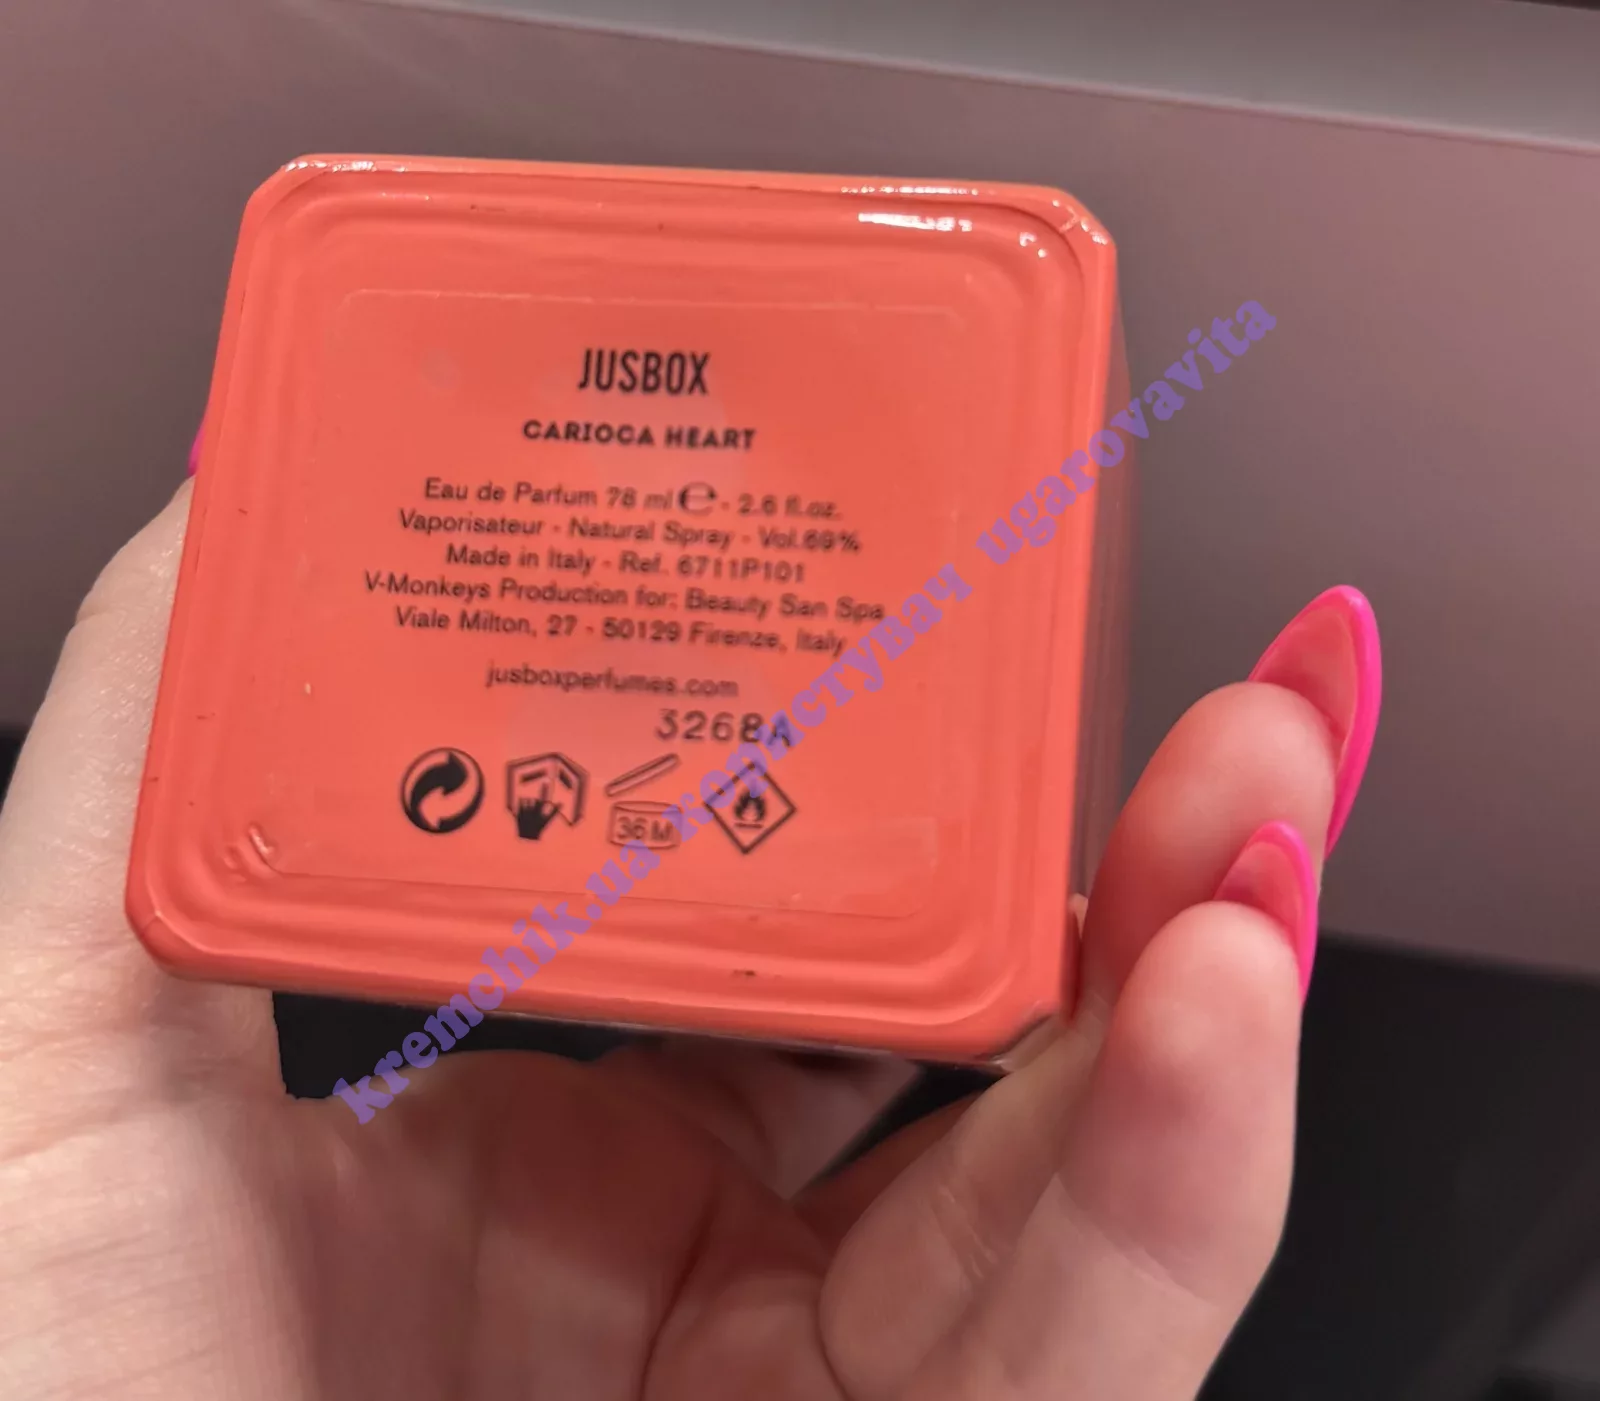 JUSBOX
CARIOCA HEART
Eau de Parfum 78 ml ℮ - 2.6 fl.oz.
Vaporisateur - Natural Spray - Vol.69%
Made in Italy - Ref. 6711P101
V-Monkeys Production for: Beauty San Spa
Viale Milton, 27 - 50129 Firenze, Italy
jusboxperfumes.com
3268A
36 M
kremchik.ua користувач ugarovavita